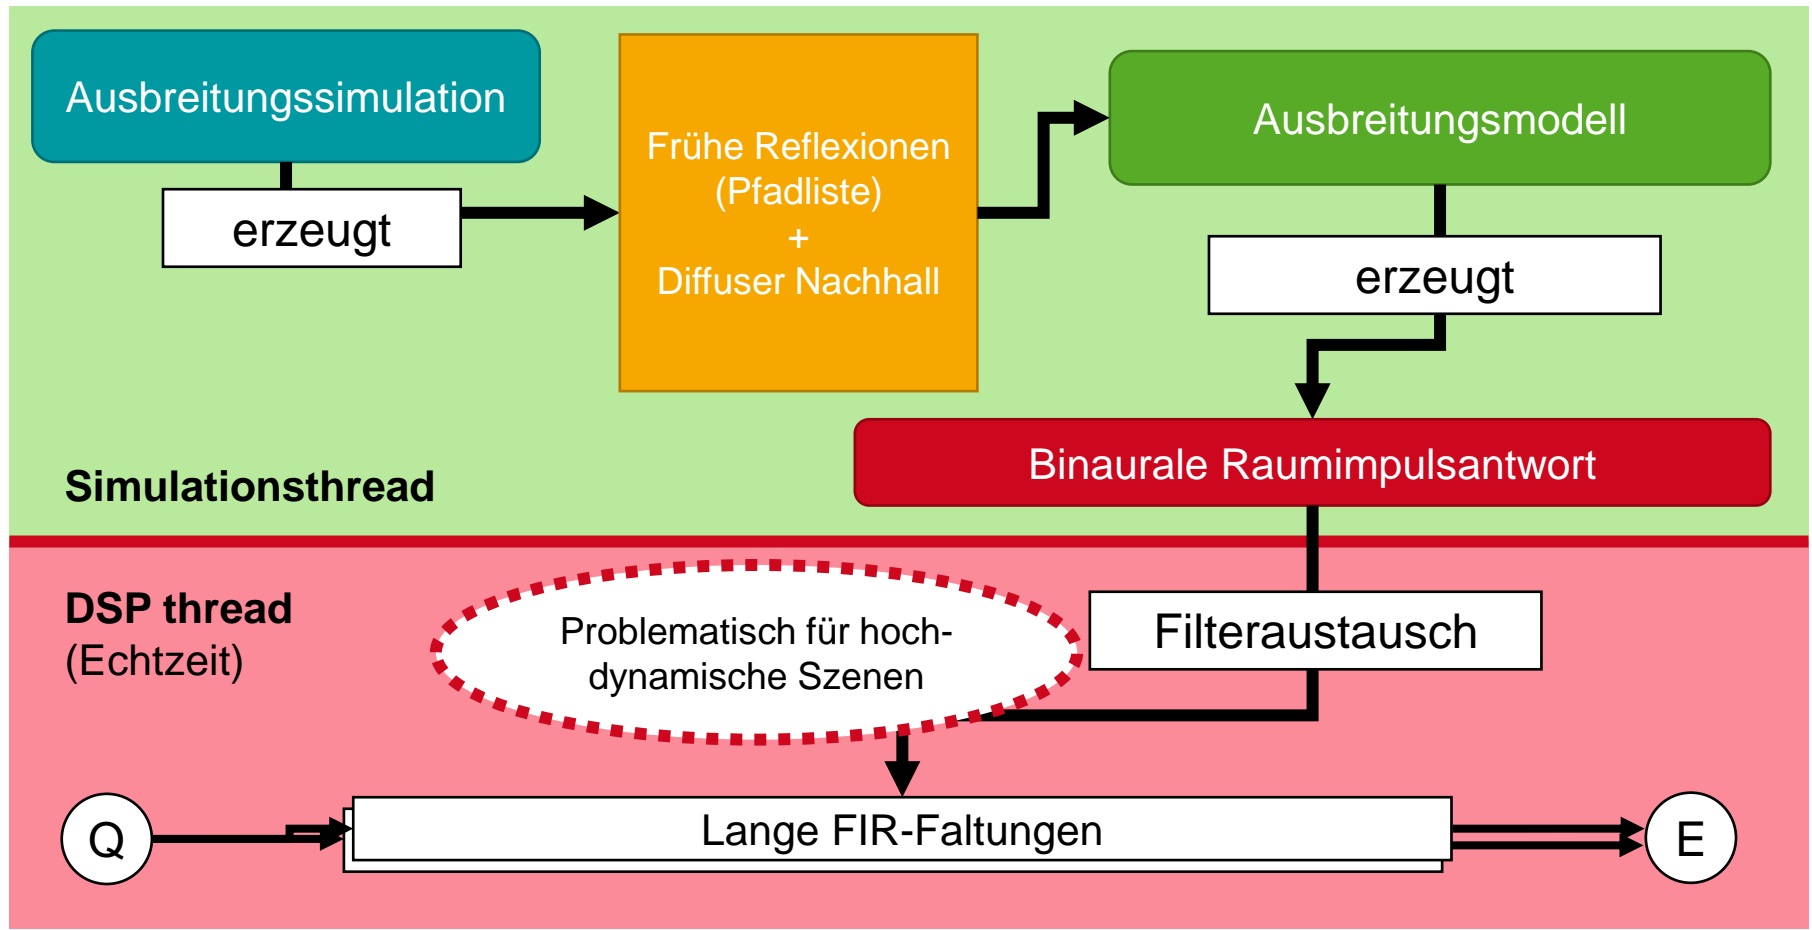 Ausbreitungssimulation
erzeugt
Frühe Reflexionen
(Pfadliste)
+
Diffuser Nachhall
Ausbreitungsmodell
erzeugt
Binaurale Raumimpulsantwort
Simulationsthread
DSP thread
(Echtzeit)
Problematisch für hoch-
dynamische Szenen
Filteraustausch
Q
Lange FIR-Faltungen
E